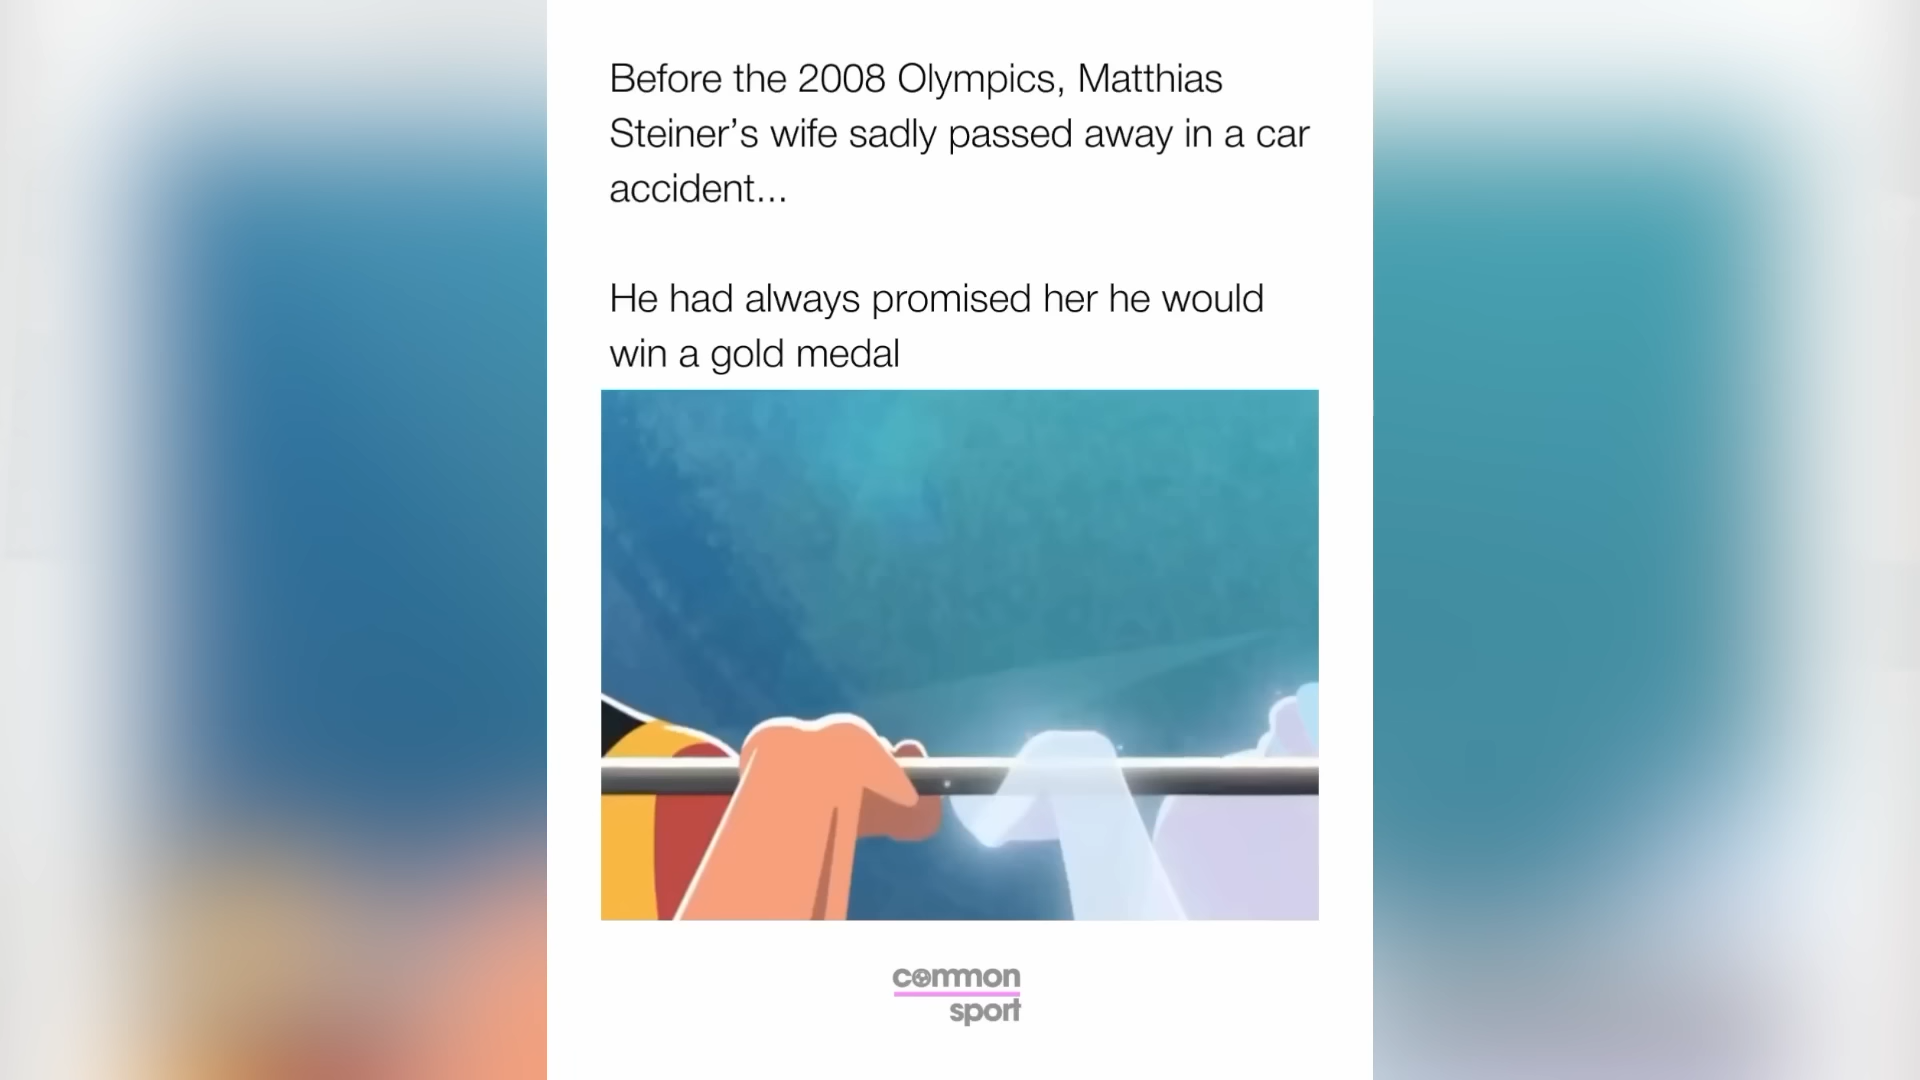 Before the 2008 Olympics, Matthias
Steiner’s wife sadly passed away in a car
accident...
He had always promised her he would
win a gold medal
common
sport